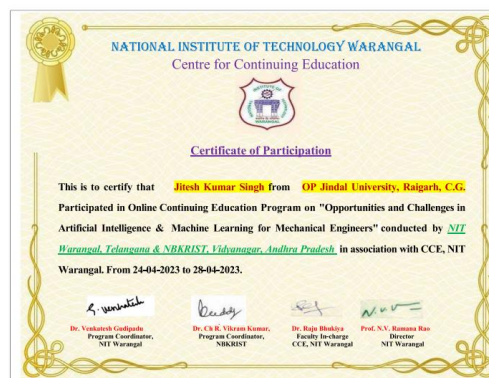 NATIONAL INSTITUTE OF TECHNOLOGY WARANGAL
Centre for Continuing Education
WARANGAL
Certificate of Participation
This is to certify that Jitesh Kumar Singh from OP Jindal University, Raigarh, C.G.
Participated in Online Continuing Education Program on "Opportunities and Challenges in
Artificial Intelligence & Machine Learning for Mechanical Engineers" conducted by NIT
Warangal, Telangana & NBKRIST, Vidyanagar, Andhra Pradesh in association with CCE, NIT
Warangal. From 24-04-2023 to 28-04-2023.
G. Venkatesh
Dr. Venkatesh Gudipadu Dr. Ch R. Vikram Kumar, Dr. Raju Bhukiya Prof. N.V. Ramana Rao
Program Coordinator, Program Coordinator, Faculty In-charge Director
NIT Warangal NBKRIST CCE, NIT Warangal NIT Warangal